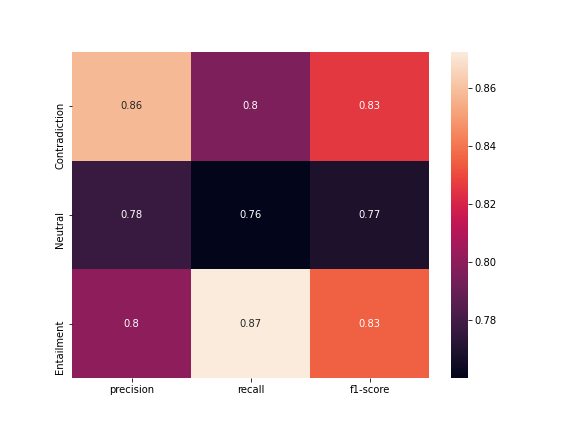 Contradiction 0.86 0.8 0.83
Neutral 0.78 0.76 0.77
Entailment 0.8 0.87 0.83
precision recall f1-score
0.86
0.84
0.82
0.80
0.78